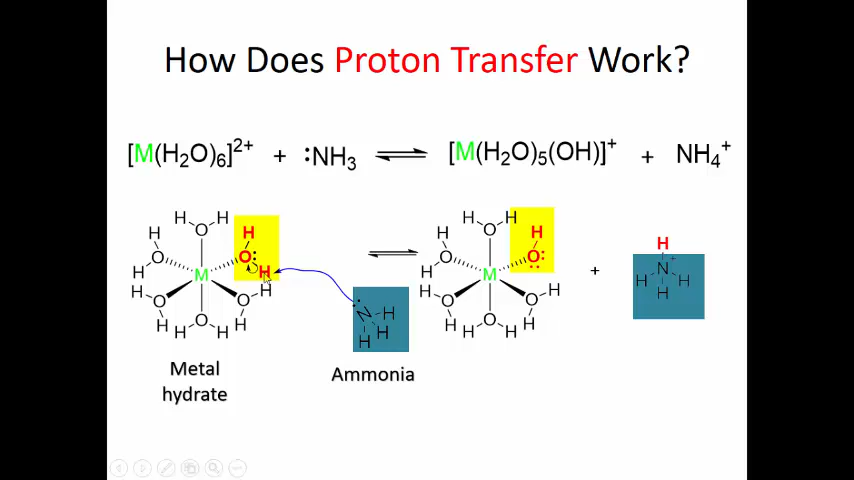 How Does Proton Transfer Work?
[M(H₂O)₆]²⁺ + :NH₃ ⇌ [M(H₂O)₅(OH)]⁺ + NH₄⁺
H H H H H O H O O H M H O O H H O H H
⇌
H H H H O H O O M H O O H H O H H
+
H N + H H H
N H H H
Metal
hydrate
Ammonia